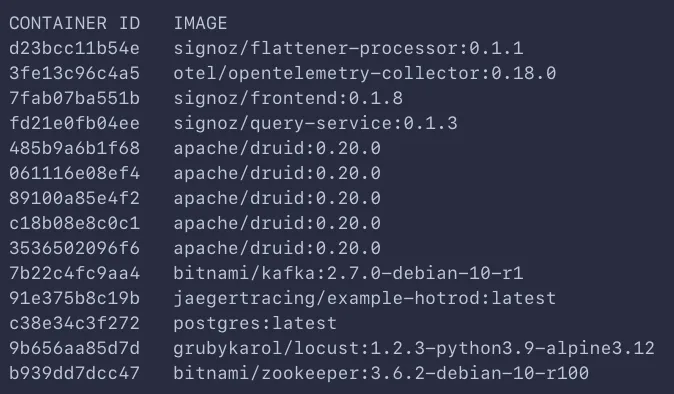 CONTAINER ID   IMAGE
d23bcc11b54e   signoz/flattener-processor:0.1.1
3fe13c96c4a5   otel/opentelemetry-collector:0.18.0
7fab07ba551b   signoz/frontend:0.1.8
fd21e0fb04ee   signoz/query-service:0.1.3
485b9a6b1f68   apache/druid:0.20.0
061116e08ef4   apache/druid:0.20.0
89100a85e4f2   apache/druid:0.20.0
c18b08e8c0c1   apache/druid:0.20.0
3536502096f6   apache/druid:0.20.0
7b22c4fc9aa4   bitnami/kafka:2.7.0-debian-10-r1
91e375b8c19b   jaegertracing/example-hotrod:latest
c38e34c3f272   postgres:latest
9b656aa85d7d   grubykarol/locust:1.2.3-python3.9-alpine3.12
b939dd7dcc47   bitnami/zookeeper:3.6.2-debian-10-r100